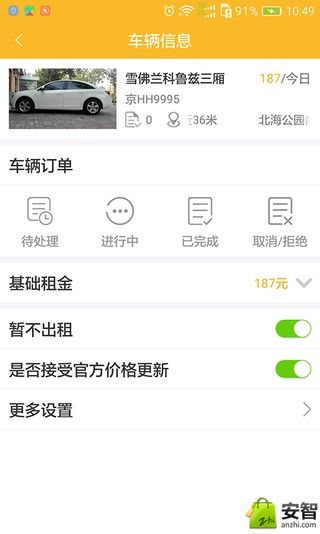 91% 10:49
车辆信息
雪佛兰科鲁兹三厢 187/今日
京HH9995
0 元36米 北海公园
车辆订单
待处理 进行中 已完成 取消/拒绝
基础租金 187元
暂不出租
是否接受官方价格更新
更多设置
安智
anzhi.com
zhi